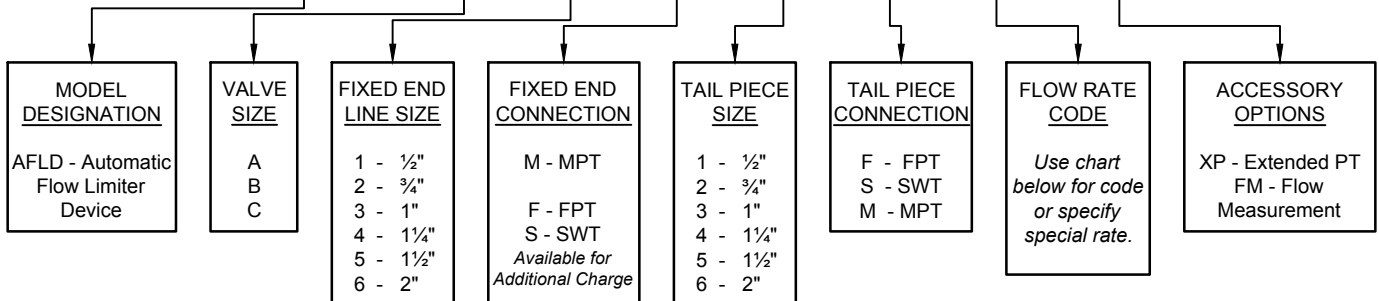 MODEL
DESIGNATION
AFLD - Automatic
Flow Limiter
Device
VALVE
SIZE
A
B
C
FIXED END
LINE SIZE
1 - ½"
2 - ¾"
3 - 1"
4 - 1¼"
5 - 1½"
6 - 2"
FIXED END
CONNECTION
M - MPT
F - FPT
S - SWT
Available for
Additional Charge
TAIL PIECE
SIZE
1 - ½"
2 - ¾"
3 - 1"
4 - 1¼"
5 - 1½"
6 - 2"
TAIL PIECE
CONNECTION
F - FPT
S - SWT
M - MPT
FLOW RATE
CODE
Use chart
below for code
or specify
special rate.
ACCESSORY
OPTIONS
XP - Extended PT
FM - Flow
Measurement